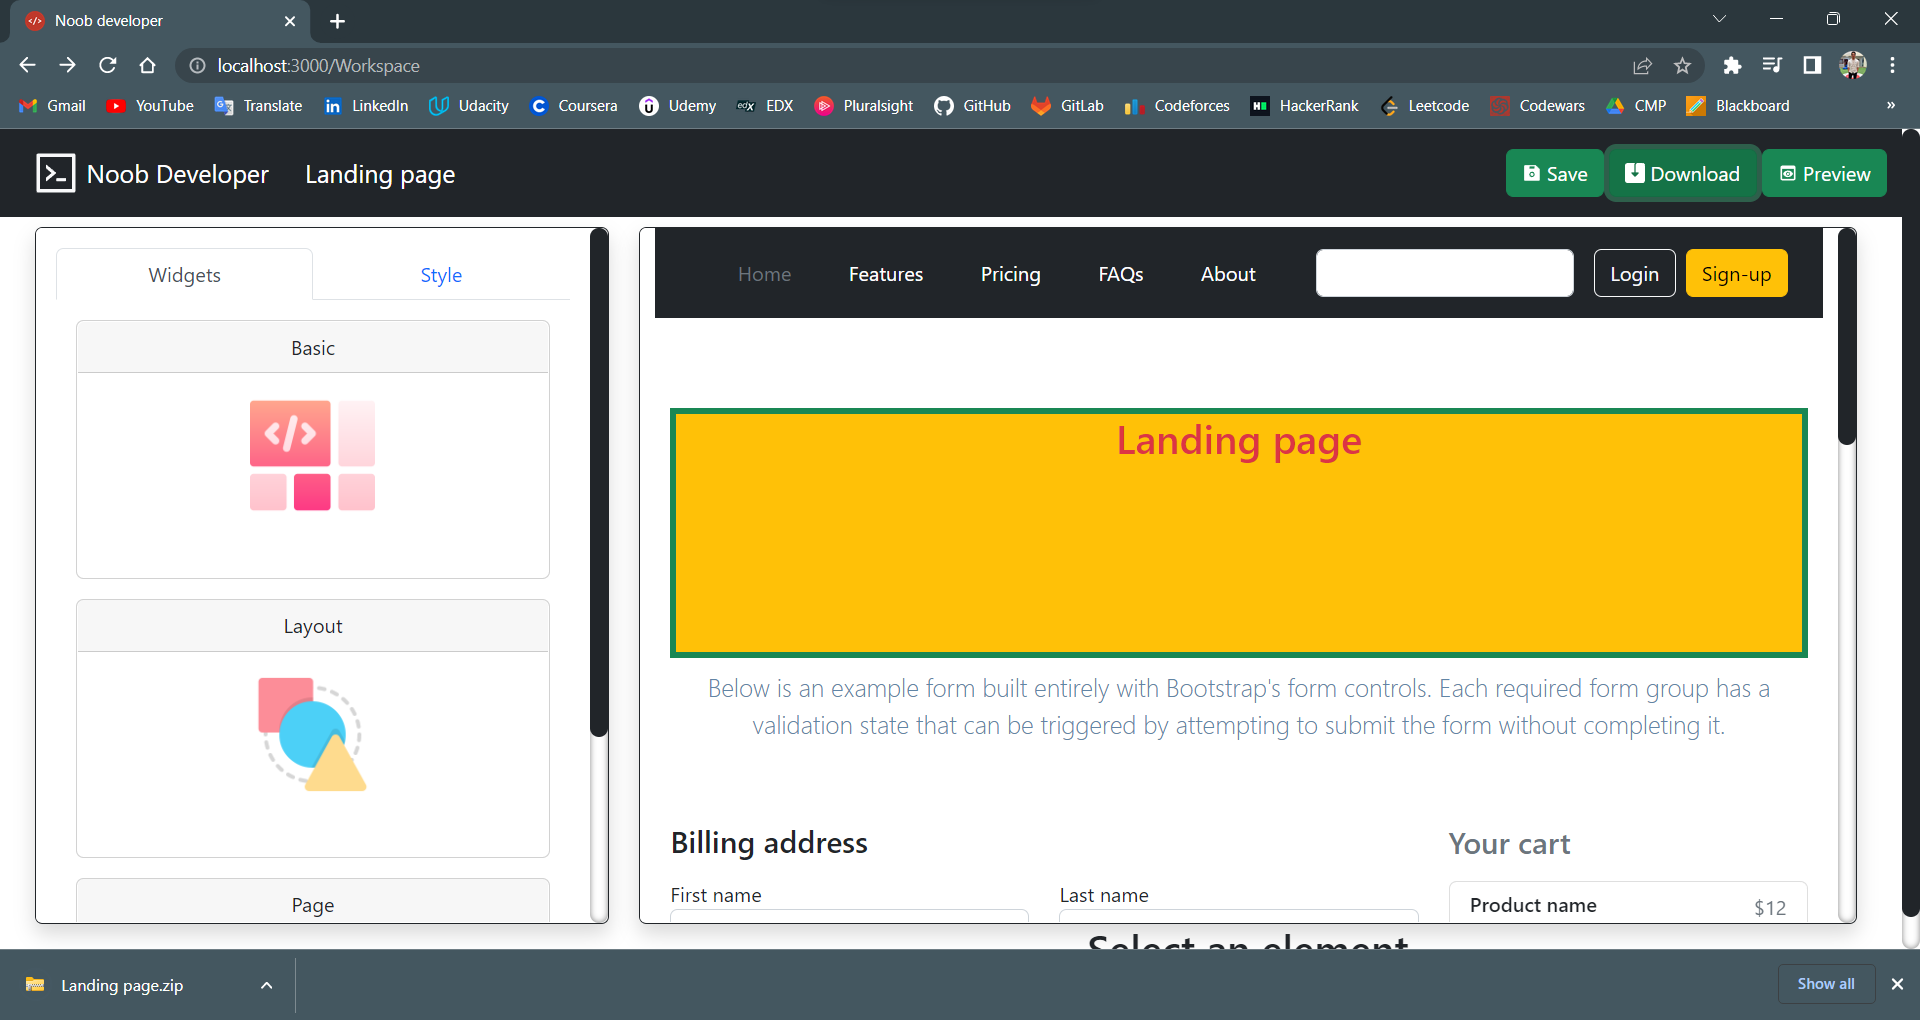 Noob developer
localhost:3000/Workspace
Gmail YouTube Translate LinkedIn Udacity Coursera Udemy EDX Pluralsight GitHub GitLab Codeforces HackerRank Leetcode Codewars CMP Blackboard »
Noob Developer Landing page Save Download Preview
Widgets Style
Basic
Layout
Page
Home Features Pricing FAQs About Login Sign-up
Landing page
Below is an example form built entirely with Bootstrap's form controls. Each required form group has a
validation state that can be triggered by attempting to submit the form without completing it.
Billing address Your cart
First name Last name
Product name $12
Select an element
Landing page.zip Show all